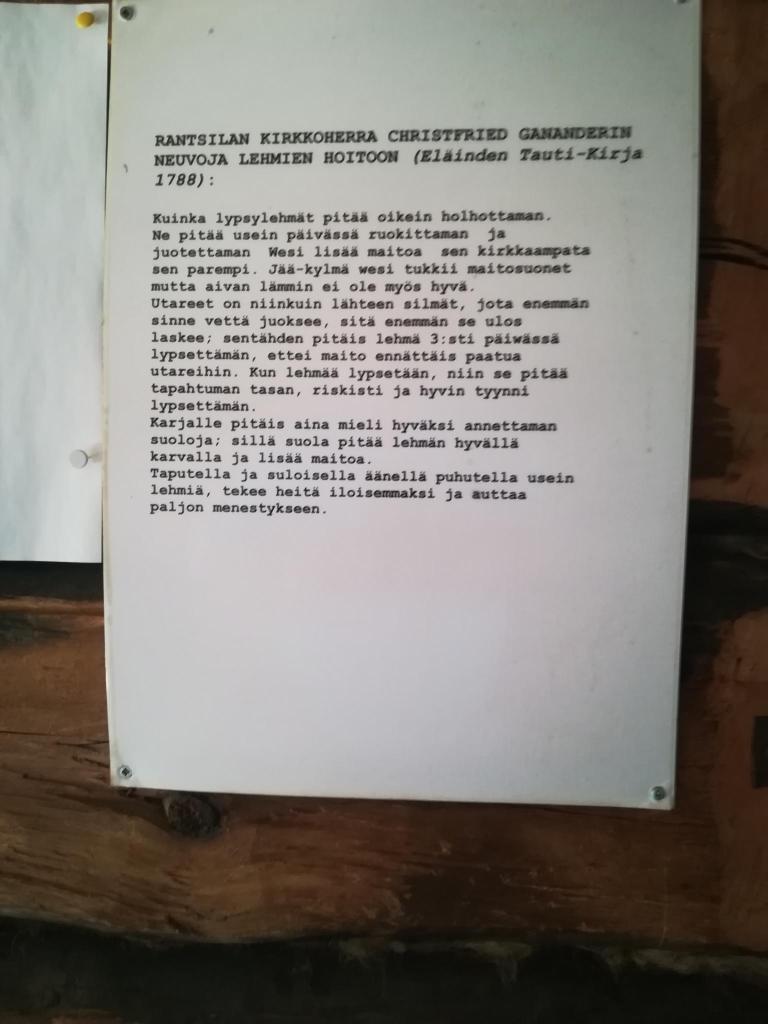 RANTSILAN KIRKKOHERRA CHRISTFRIED GANANDERIN
NEUVOJA LEHMIEN HOITOON (Eläinden Tauti-Kirja
1788):
Kuinka lypsylehmät pitää oikein holhottaman.
Ne pitää usein päivässä ruokittaman ja
juotettaman Wesi lisää maitoa sen kirkkaampata
sen parempi. Jää-kylmä wesi tukkii maitosuonet
mutta aivan lämmin ei ole myös hyvä.
Utareet on niinkuin lähteen silmät, jota enemmän
sinne vettä juoksee, sitä enemmän se ulos
laskee; sentähden pitäis lehmä 3:sti päiwässä
lypsettämän, ettei maito ennättäis paatua
utareihin. Kun lehmää lypsetään, niin se pitää
tapahtuman tasan, riskisti ja hyvin tyynni
lypsettämän.
Karjalle pitäis aina mieli hyväksi annettaman
suoloja; sillä suola pitää lehmän hyvällä
karvalla ja lisää maitoa.
Taputella ja suloisella äänellä puhutella usein
lehmiä, tekee heitä iloisemmaksi ja auttaa
paljon menestykseen.